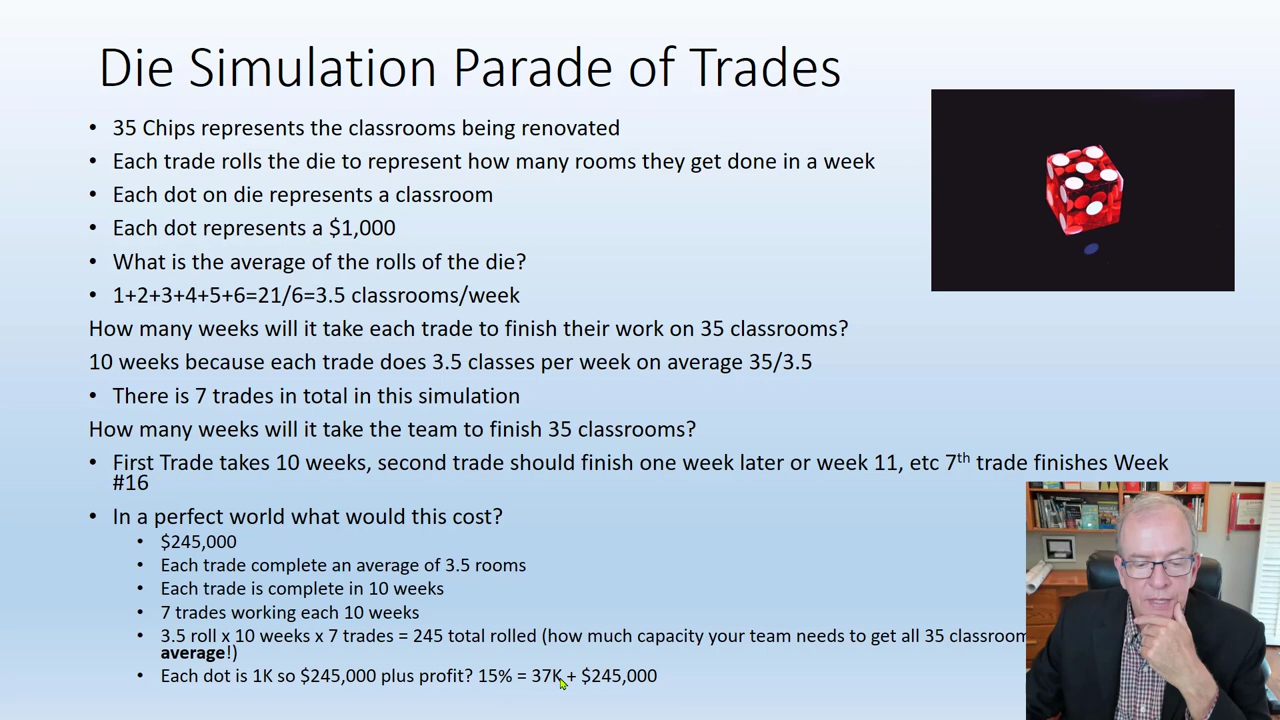 Die Simulation Parade of Trades
• 35 Chips represents the classrooms being renovated
• Each trade rolls the die to represent how many rooms they get done in a week
• Each dot on die represents a classroom
• Each dot represents a $1,000
• What is the average of the rolls of the die?
• 1+2+3+4+5+6=21/6=3.5 classrooms/week
How many weeks will it take each trade to finish their work on 35 classrooms?
10 weeks because each trade does 3.5 classes per week on average 35/3.5
• There is 7 trades in total in this simulation
How many weeks will it take the team to finish 35 classrooms?
• First Trade takes 10 weeks, second trade should finish one week later or week 11, etc 7th trade finishes Week
#16
• In a perfect world what would this cost?
• $245,000
• Each trade complete an average of 3.5 rooms
• Each trade is complete in 10 weeks
• 7 trades working each 10 weeks
• 3.5 roll x 10 weeks x 7 trades = 245 total rolled (how much capacity your team needs to get all 35 classroom
average!)
• Each dot is 1K so $245,000 plus profit? 15% = 37K + $245,000